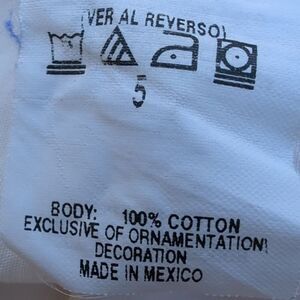 (VER AL REVERSO)
5
BODY: 100% COTTON
EXCLUSIVE OF ORNAMENTATION
DECORATION
MADE IN MEXICO